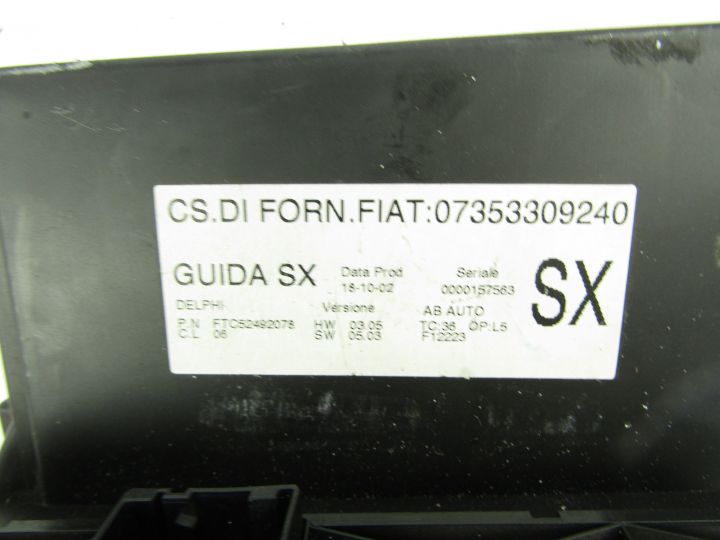 CS.DI FORN.FIAT:07353309240
GUIDA SX Data Prod 18-10-02 Seriale 0000157563 SX
DELPHI Versione AB AUTO
P.N FTC52492078 HW 03.05 TC:36 OP:L5
C.L 06 SW 05.03 F12223